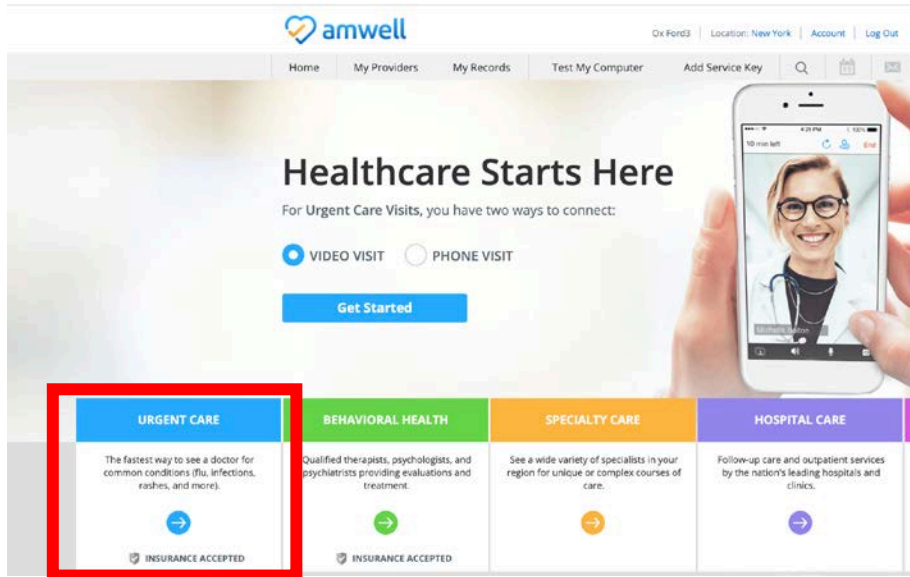 amwell
Ox Ford3 | Location: New York | Account | Log Out
Home My Providers My Records Test My Computer Add Service Key
Healthcare Starts Here
For Urgent Care Visits, you have two ways to connect:
VIDEO VISIT PHONE VISIT
Get Started
4:21 PM 100%
10 min left End
URGENT CARE
The fastest way to see a doctor for
common conditions (flu, infections,
rashes, and more).
INSURANCE ACCEPTED
BEHAVIORAL HEALTH
Qualified therapists, psychologists, and
psychiatrists providing evaluations and
treatment.
INSURANCE ACCEPTED
SPECIALTY CARE
See a wide variety of specialists in your
region for unique or complex courses of
care.
HOSPITAL CARE
Follow-up care and outpatient services
by the nation's leading hospitals and
clinics.